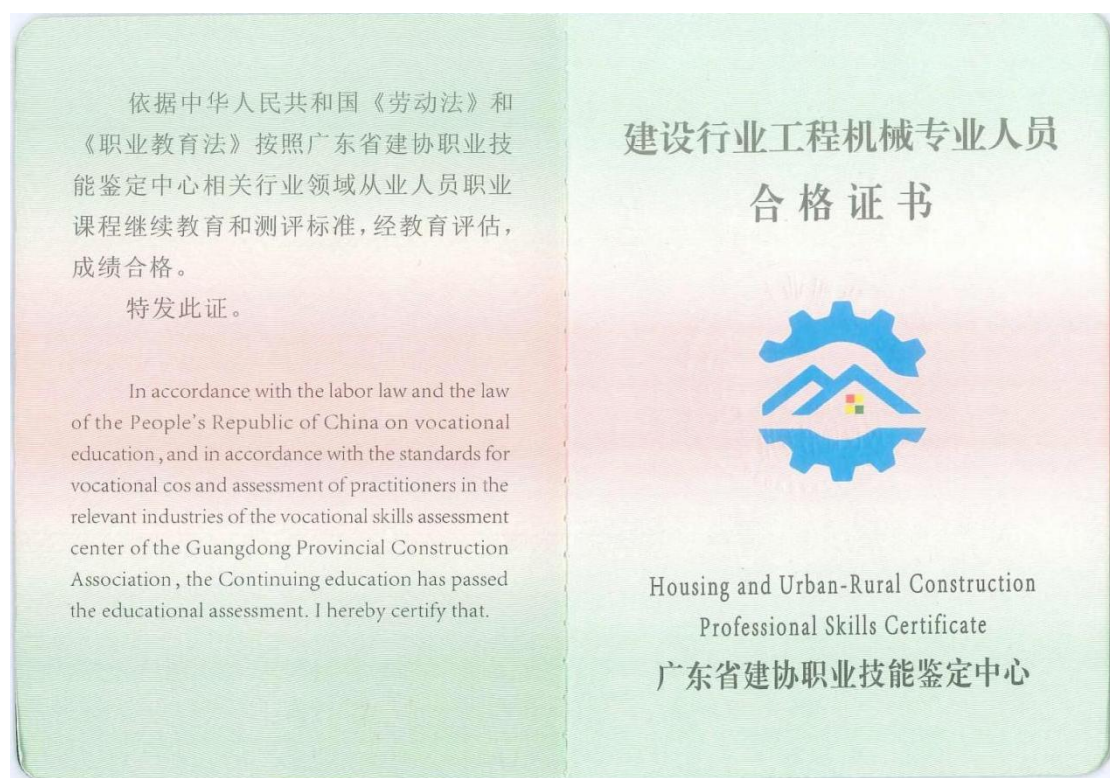 依据中华人民共和国《劳动法》和
《职业教育法》按照广东省建协职业技
能鉴定中心相关行业领域从业人员职业
课程继续教育和测评标准，经教育评估，
成绩合格。
特发此证。
In accordance with the labor law and the law
of the People's Republic of China on vocational
education,and in accordance with the standards for
vocational cos and assessment of practitioners in the
relevant industries of the vocational skills assessment
center of the Guangdong Provincial Construction
Association, the Continuing education has passed
the educational assessment. I hereby certify that.
建设行业工程机械专业人员
合格证书
Housing and Urban-Rural Construction
Professional Skills Certificate
广东省建协职业技能鉴定中心